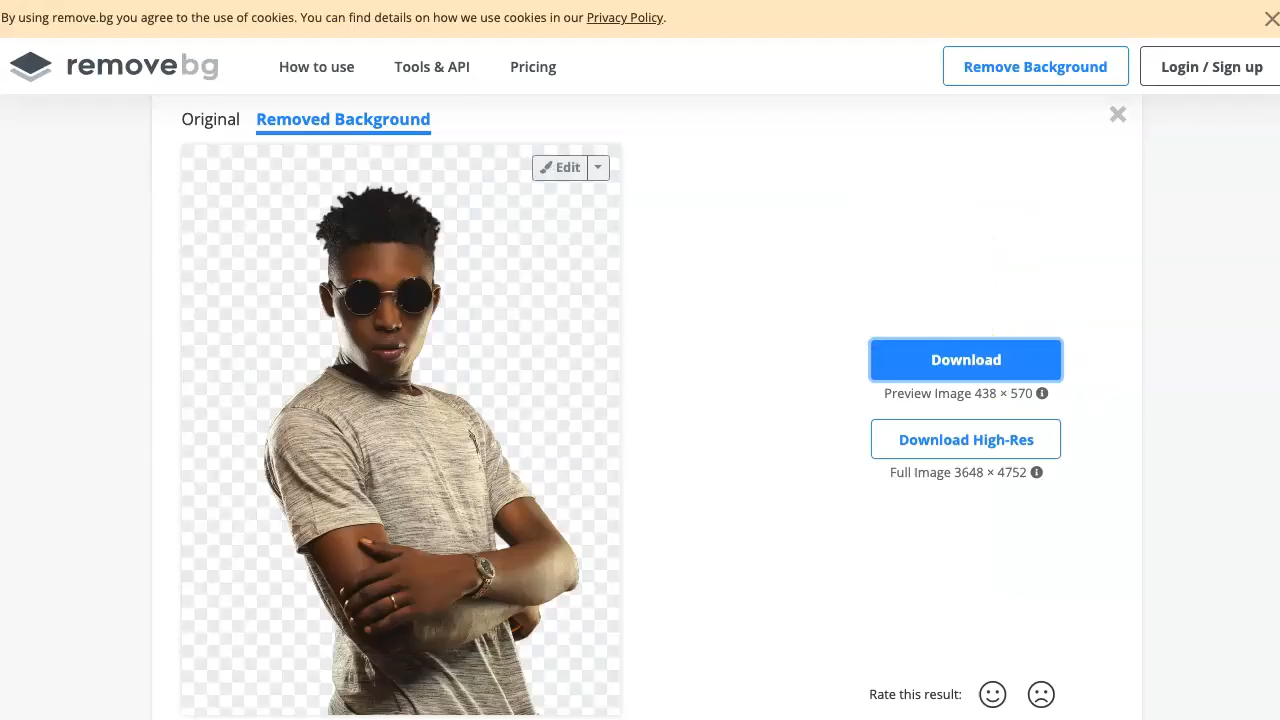 By using remove.bg you agree to the use of cookies. You can find details on how we use cookies in our Privacy Policy.
removebg
How to use
Tools & API
Pricing
Remove Background
Login / Sign up
Original
Removed Background
Edit
Download
Preview Image 438 × 570
Download High-Res
Full Image 3648 × 4752
Rate this result: